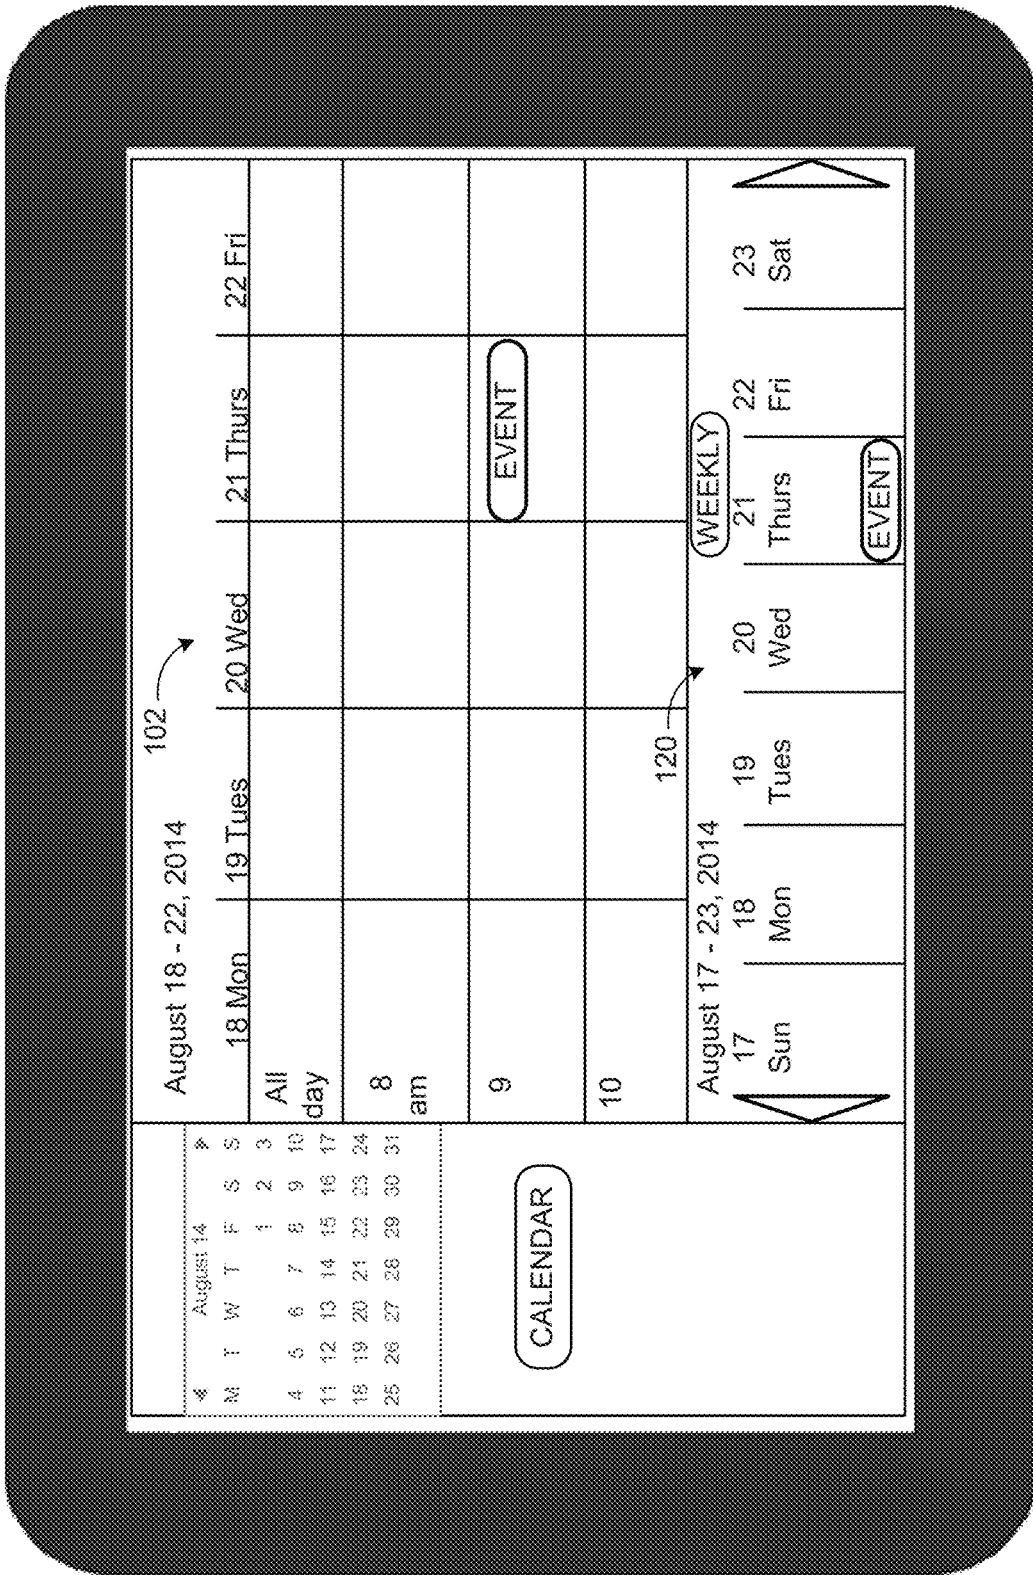 August 14
M T W T F S S
1 2 3
4 5 6 7 8 9 10
11 12 13 14 15 16 17
18 19 20 21 22 23 24
25 26 27 28 29 30 31
CALENDAR
102
August 18 - 22, 2014
18 Mon 19 Tues 20 Wed 21 Thurs 22 Fri
All
day
8
am
9 EVENT
10
120
WEEKLY
August 17 - 23, 2014
17 18 19 20 21 22 23
Sun Mon Tues Wed Thurs Fri Sat
EVENT